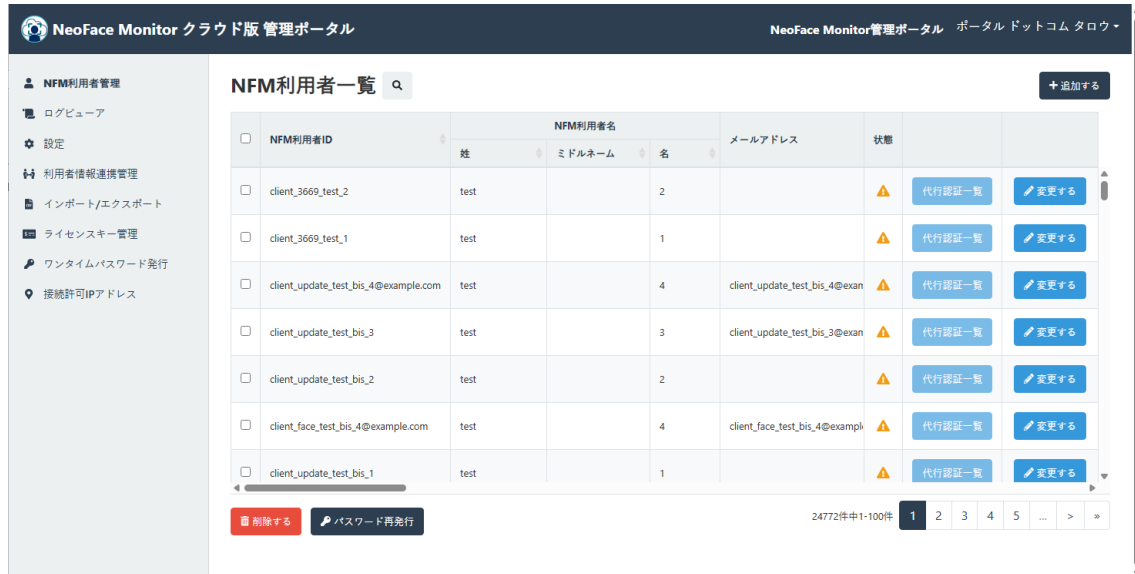 NeoFace Monitor クラウド版 管理ポータル
NeoFace Monitor管理ポータル ポータル ドットコム タロウ
NFM利用者管理
ログビューア
設定
利用者情報連携管理
インポート/エクスポート
ライセンスキー管理
ワンタイムパスワード発行
接続許可IPアドレス
NFM利用者一覧
+追加する
NFM利用者ID NFM利用者名 メールアドレス 状態
姓 ミドルネーム 名
client_3669_test_2 test 2 代行認証一覧 変更する
client_3669_test_1 test 1 代行認証一覧 変更する
client_update_test_bis_4@example.com test 4 client_update_test_bis_4@exam 代行認証一覧 変更する
client_update_test_bis_3 test 3 client_update_test_bis_3@exam 代行認証一覧 変更する
client_update_test_bis_2 test 2 代行認証一覧 変更する
client_face_test_bis_4@example.com test 4 client_face_test_bis_4@exampl 代行認証一覧 変更する
client_update_test_bis_1 test 1 代行認証一覧 変更する
削除する パスワード再発行
24772件中1-100件 1 2 3 4 5 ... > »